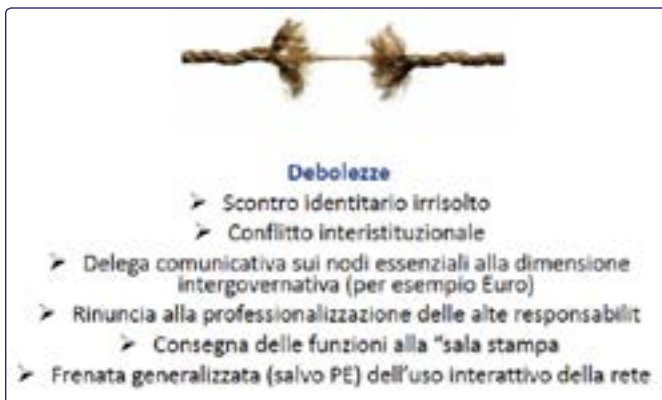 Debolezze
➢ Scontro identitario irrisolto
➢ Conflitto interistituzionale
➢ Delega comunicativa sui nodi essenziali alla dimensione
intergovernativa (per esempio Euro)
➢ Rinuncia alla professionalizzazione delle alte responsabilit
➢ Consegna delle funzioni alla "sala stampa
➢ Frenata generalizzata (salvo PE) dell'uso interattivo della rete